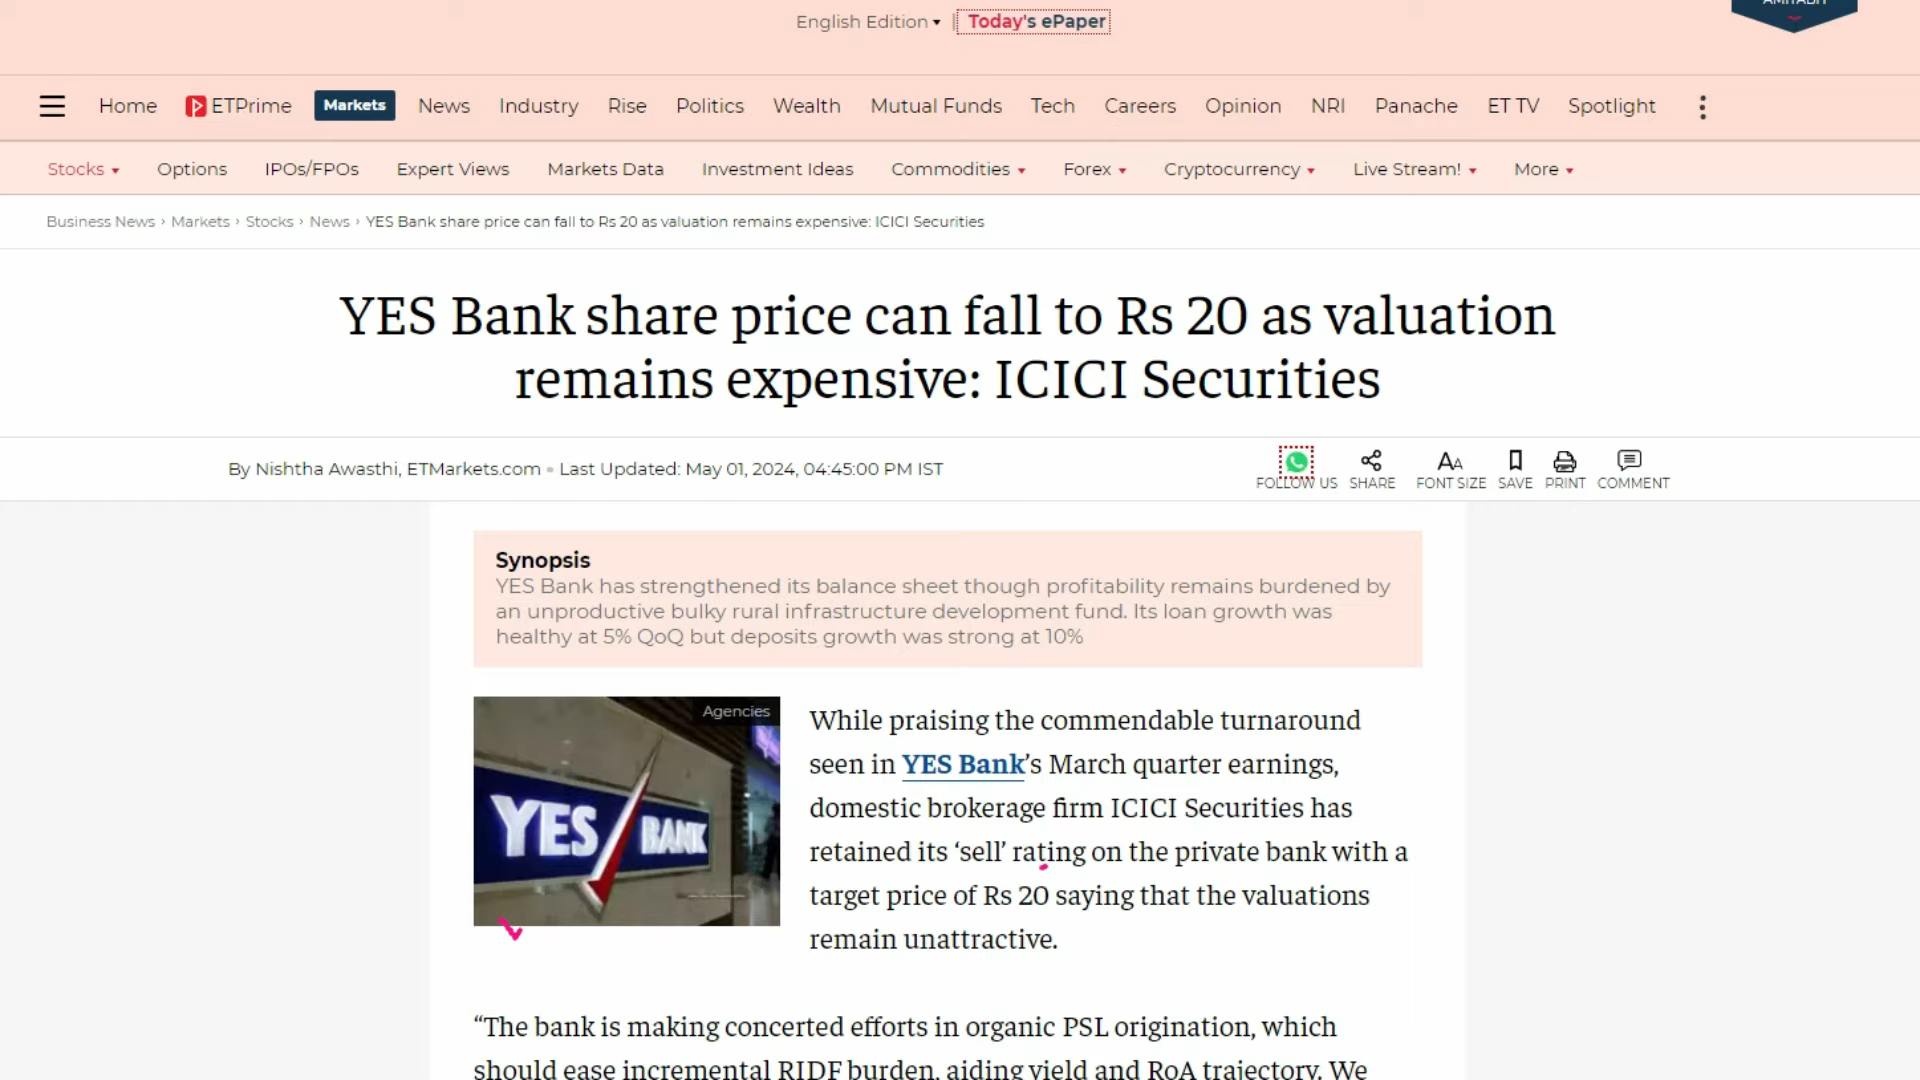 English Edition | Today's ePaper
Home ETPrime Markets News Industry Rise Politics Wealth Mutual Funds Tech Careers Opinion NRI Panache ET TV Spotlight
Stocks Options IPOs/FPOs Expert Views Markets Data Investment Ideas Commodities Forex Cryptocurrency Live Stream! More
Business News › Markets › Stocks › News › YES Bank share price can fall to Rs 20 as valuation remains expensive: ICICI Securities
YES Bank share price can fall to Rs 20 as valuation
remains expensive: ICICI Securities
By Nishtha Awasthi, ETMarkets.com • Last Updated: May 01, 2024, 04:45:00 PM IST
FOLLOW US SHARE FONT SIZE SAVE PRINT COMMENT
Synopsis
YES Bank has strengthened its balance sheet though profitability remains burdened by
an unproductive bulky rural infrastructure development fund. Its loan growth was
healthy at 5% QoQ but deposits growth was strong at 10%
Agencies
YES BANK
While praising the commendable turnaround
seen in YES Bank's March quarter earnings,
domestic brokerage firm ICICI Securities has
retained its ‘sell’ rating on the private bank with a
target price of Rs 20 saying that the valuations
remain unattractive.
“The bank is making concerted efforts in organic PSL origination, which
should ease incremental RIDF burden, aiding yield and RoA trajectory. We